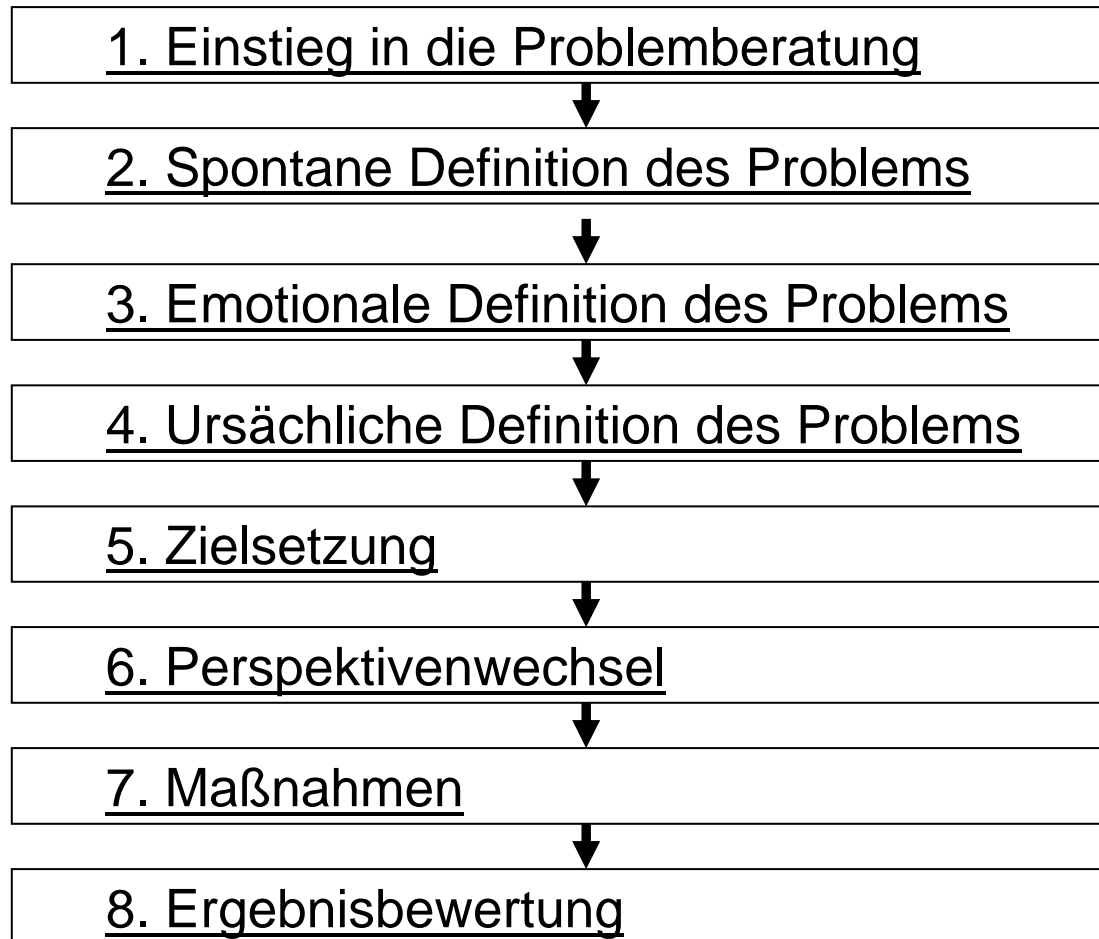 1. Einstieg in die Problemberatung
2. Spontane Definition des Problems
3. Emotionale Definition des Problems
4. Ursächliche Definition des Problems
5. Zielsetzung
6. Perspektivenwechsel
7. Maßnahmen
8. Ergebnisbewertung